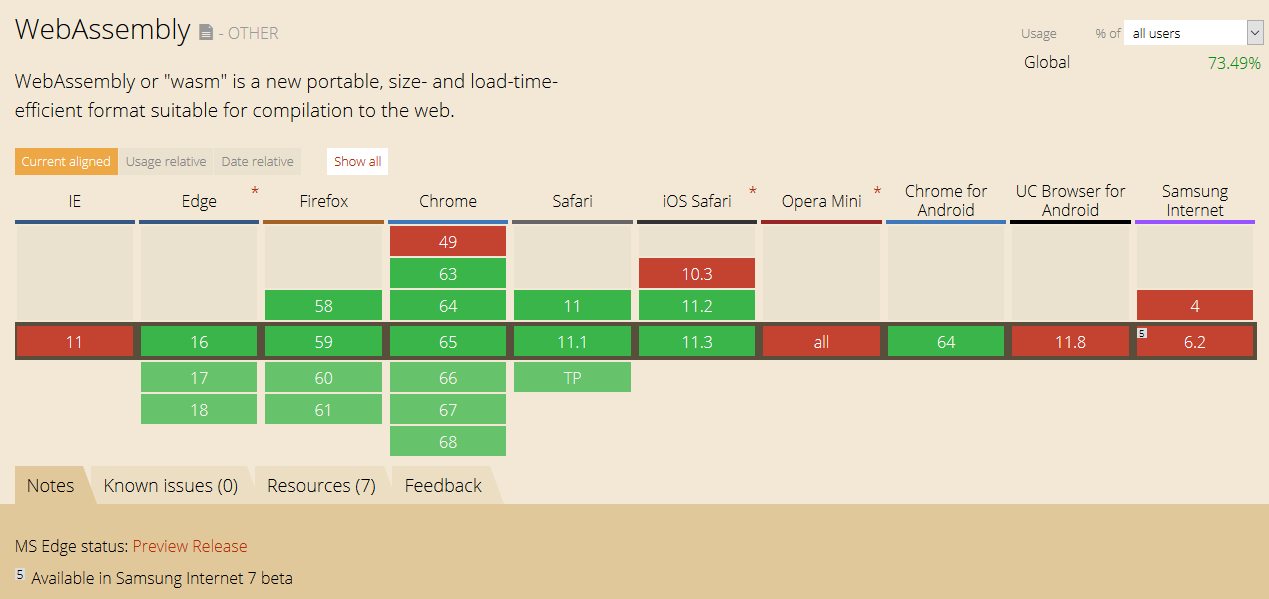 WebAssembly - OTHER
Usage % of all users
Global 73.49%
WebAssembly or "wasm" is a new portable, size- and load-time-
efficient format suitable for compilation to the web.
Current aligned Usage relative Date relative Show all
IE Edge * Firefox Chrome Safari iOS Safari * Opera Mini * Chrome for Android UC Browser for Android Samsung Internet
49
63 10.3
58 64 11 11.2 4
11 16 59 65 11.1 11.3 all 64 11.8 5 6.2
17 60 66 TP
18 61 67
68
Notes Known issues (0) Resources (7) Feedback
MS Edge status: Preview Release
5 Available in Samsung Internet 7 beta